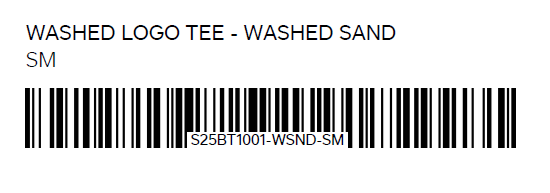 WASHED LOGO TEE - WASHED SAND
SM
S25BT1001-WSND-SM